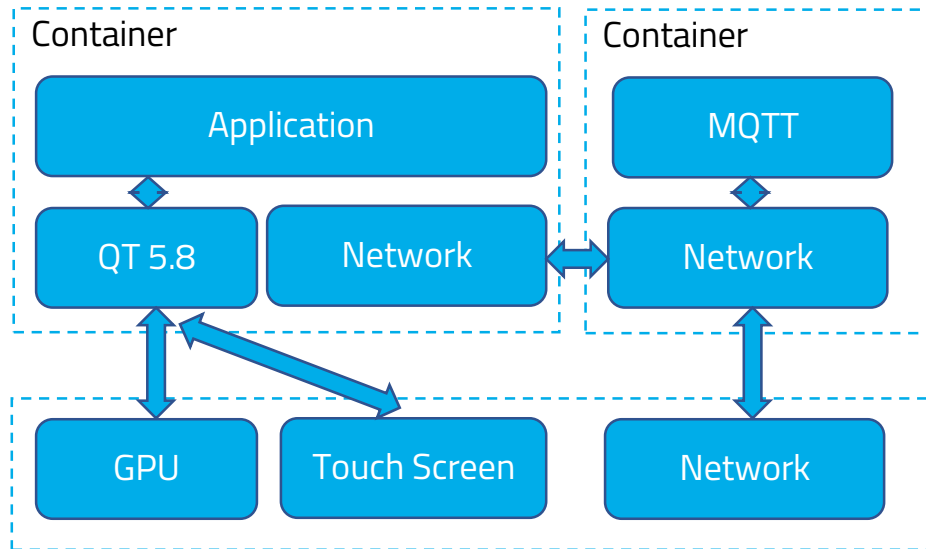 Container
Container
Application
MQTT
QT 5.8
Network
Network
GPU
Touch Screen
Network